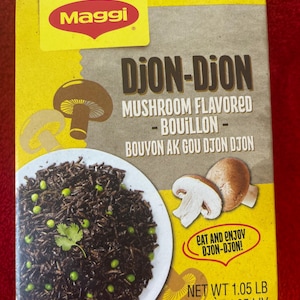 Maggi
DJON-DJON
MUSHROOM FLAVORED
- BOUILLON -
BOUYON AK GOU DJON DJON
EAT AND ENJOY
DJON-DJON!
NET WT 1.05 LB